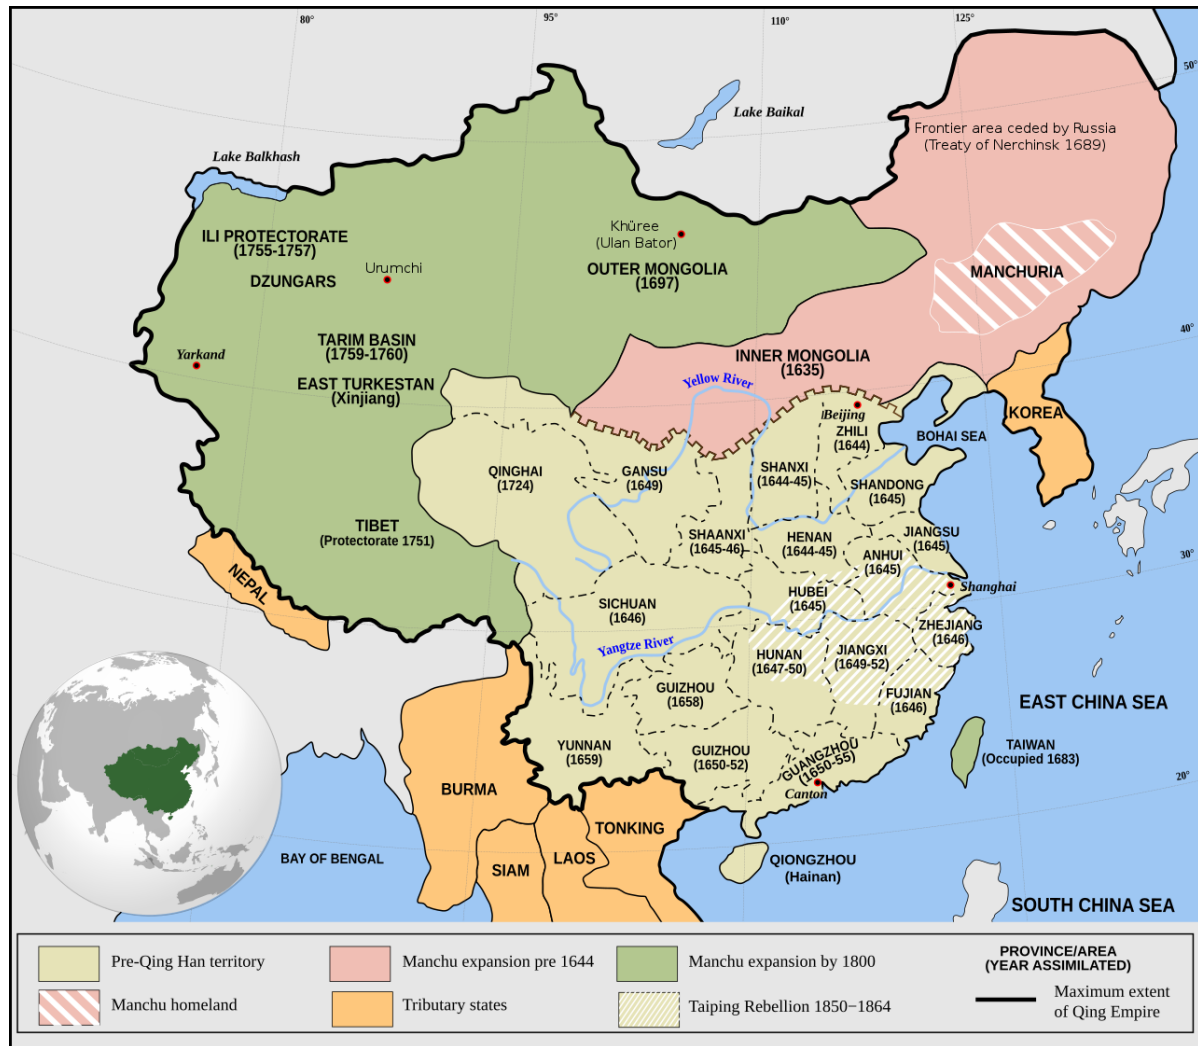 80°
95°
110°
125°
50°
Lake Baikal
Frontier area ceded by Russia
(Treaty of Nerchinsk 1689)
Lake Balkhash
ILI PROTECTORATE
(1755-1757)
DZUNGARS
Urumchi
Khüree
(Ulan Bator)
OUTER MONGOLIA
(1697)
MANCHURIA
40°
TARIM BASIN
(1759-1760)
Yarkand
EAST TURKESTAN
(Xinjiang)
INNER MONGOLIA
(1635)
Yellow River
Beijing
ZHILI
(1644)
KOREA
BOHAI SEA
QINGHAI
(1724)
GANSU
(1649)
SHANXI
(1644-45)
SHANDONG
(1645)
TIBET
(Protectorate 1751)
SHAANXI
(1645-46)
HENAN
(1644-45)
JIANGSU
(1645)
ANHUI
(1645)
30°
NEPAL
SICHUAN
(1646)
HUBEI
(1645)
Shanghai
Yangtze River
ZHEJIANG
(1646)
HUNAN
(1647-50)
JIANGXI
(1649-52)
GUIZHOU
(1658)
FUJIAN
(1646)
EAST CHINA SEA
YUNNAN
(1659)
GUIZHOU
(1650-52)
GUANGZHOU
(1650-55)
Canton
TAIWAN
(Occupied 1683)
20°
BURMA
TONKING
BAY OF BENGAL
SIAM
LAOS
QIONGZHOU
(Hainan)
SOUTH CHINA SEA
Pre-Qing Han territory
Manchu expansion pre 1644
Manchu expansion by 1800
PROVINCE/AREA
(YEAR ASSIMILATED)
Manchu homeland
Tributary states
Taiping Rebellion 1850−1864
Maximum extent
of Qing Empire